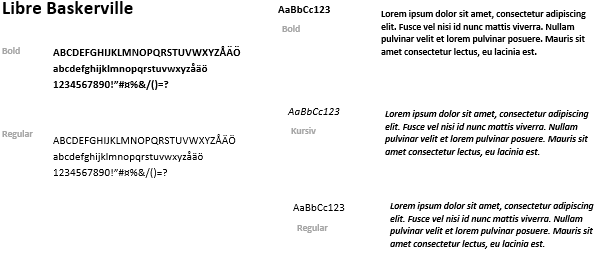 Libre Baskerville
Bold
ABCDEFGHIJKLMNOPQRSTUVWXYZÅÄÖ
abcdefghijklmnopqrstuvwxyzåäö
1234567890!”#¤%&/()=?
Regular
ABCDEFGHIJKLMNOPQRSTUVWXYZÅÄÖ
abcdefghijklmnopqrstuvwxyzåäö
1234567890!”#¤%&/()=?
AaBbCc123
Bold
Lorem ipsum dolor sit amet, consectetur adipiscing
elit. Fusce vel nisi id nunc mattis viverra. Nullam
pulvinar velit et lorem pulvinar posuere. Mauris sit
amet consectetur lectus, eu lacinia est.
AaBbCc123
Kursiv
Lorem ipsum dolor sit amet, consectetur adipiscing
elit. Fusce vel nisi id nunc mattis viverra. Nullam
pulvinar velit et lorem pulvinar posuere. Mauris sit
amet consectetur lectus, eu lacinia est.
AaBbCc123
Regular
Lorem ipsum dolor sit amet, consectetur adipiscing
elit. Fusce vel nisi id nunc mattis viverra. Nullam
pulvinar velit et lorem pulvinar posuere. Mauris sit
amet consectetur lectus, eu lacinia est.